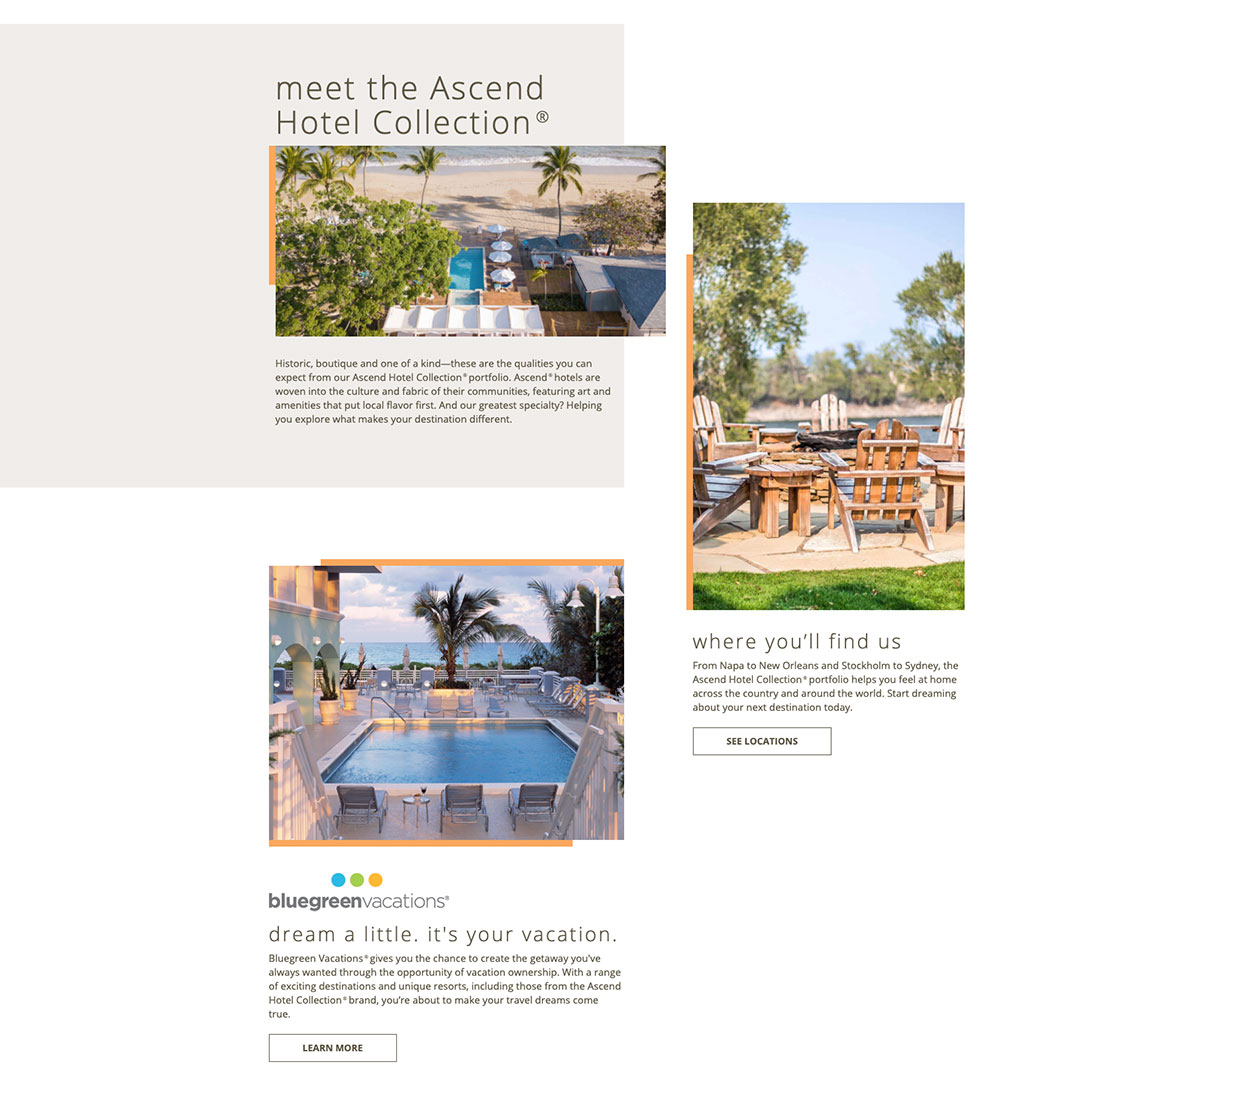 meet the Ascend
Hotel Collection®
Historic, boutique and one of a kind—these are the qualities you can
expect from our Ascend Hotel Collection® portfolio. Ascend® hotels are
woven into the culture and fabric of their communities, featuring art and
amenities that put local flavor first. And our greatest specialty? Helping
you explore what makes your destination different.
where you’ll find us
From Napa to New Orleans and Stockholm to Sydney, the
Ascend Hotel Collection® portfolio helps you feel at home
across the country and around the world. Start dreaming
about your next destination today.
SEE LOCATIONS
bluegreenvacations®
dream a little. it's your vacation.
Bluegreen Vacations® gives you the chance to create the getaway you've
always wanted through the opportunity of vacation ownership. With a range
of exciting destinations and unique resorts, including those from the Ascend
Hotel Collection® brand, you’re about to make your travel dreams come
true.
LEARN MORE